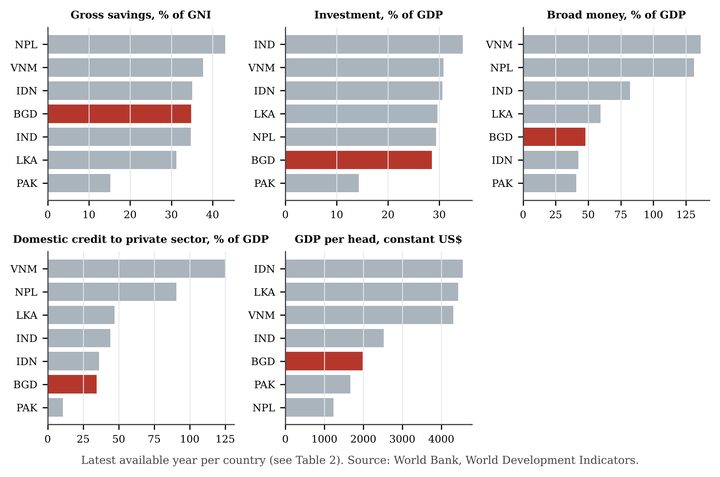 Gross savings, % of GNI
NPL
VNM
IDN
BGD
IND
LKA
PAK
0 10 20 30 40
Investment, % of GDP
IND
VNM
IDN
LKA
NPL
BGD
PAK
0 10 20 30
Broad money, % of GDP
VNM
NPL
IND
LKA
BGD
IDN
PAK
0 25 50 75 100 125
Domestic credit to private sector, % of GDP
VNM
NPL
LKA
IND
IDN
BGD
PAK
0 25 50 75 100 125
GDP per head, constant US$
IDN
LKA
VNM
IND
BGD
PAK
NPL
0 1000 2000 3000 4000
Latest available year per country (see Table 2). Source: World Bank, World Development Indicators.